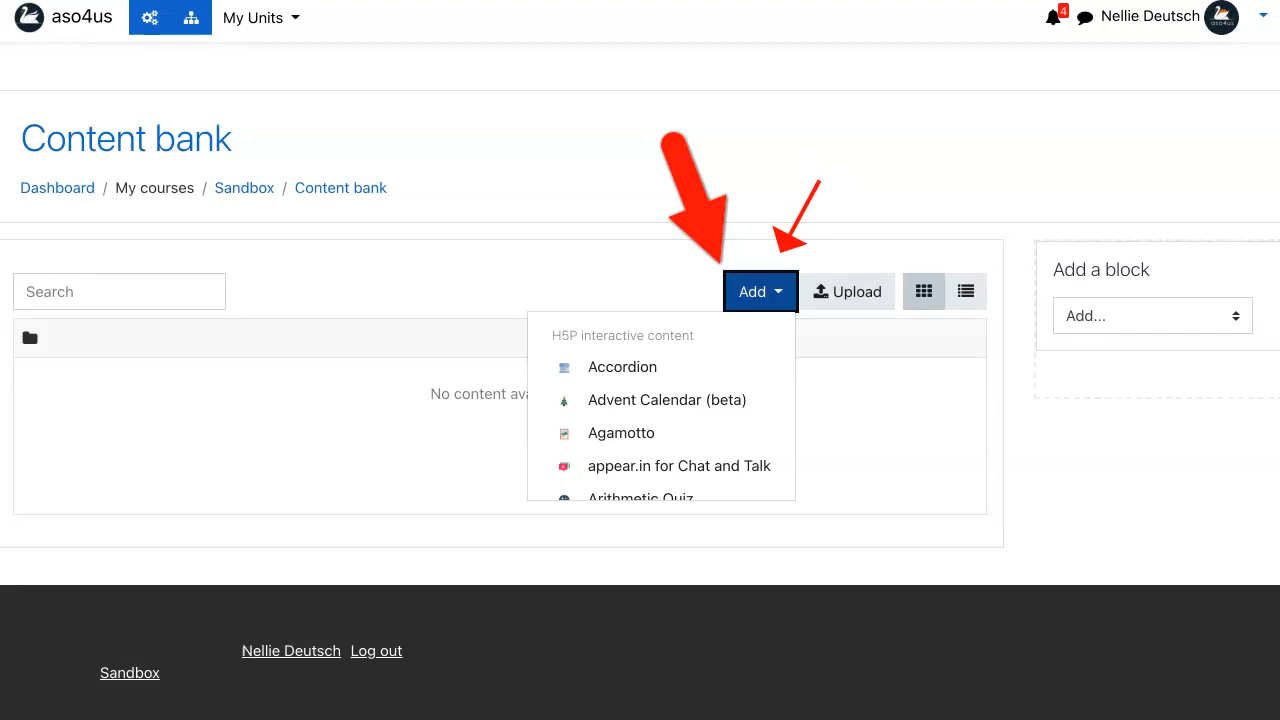 aso4us My Units 4 Nellie Deutsch
Content bank
Dashboard / My courses / Sandbox / Content bank
Search Add Upload
Add a block
Add...
H5P interactive content
Accordion
No content
Advent Calendar (beta)
Agamotto
appear.in for Chat and Talk
Arithmetic Quiz
Nellie Deutsch Log out
Sandbox